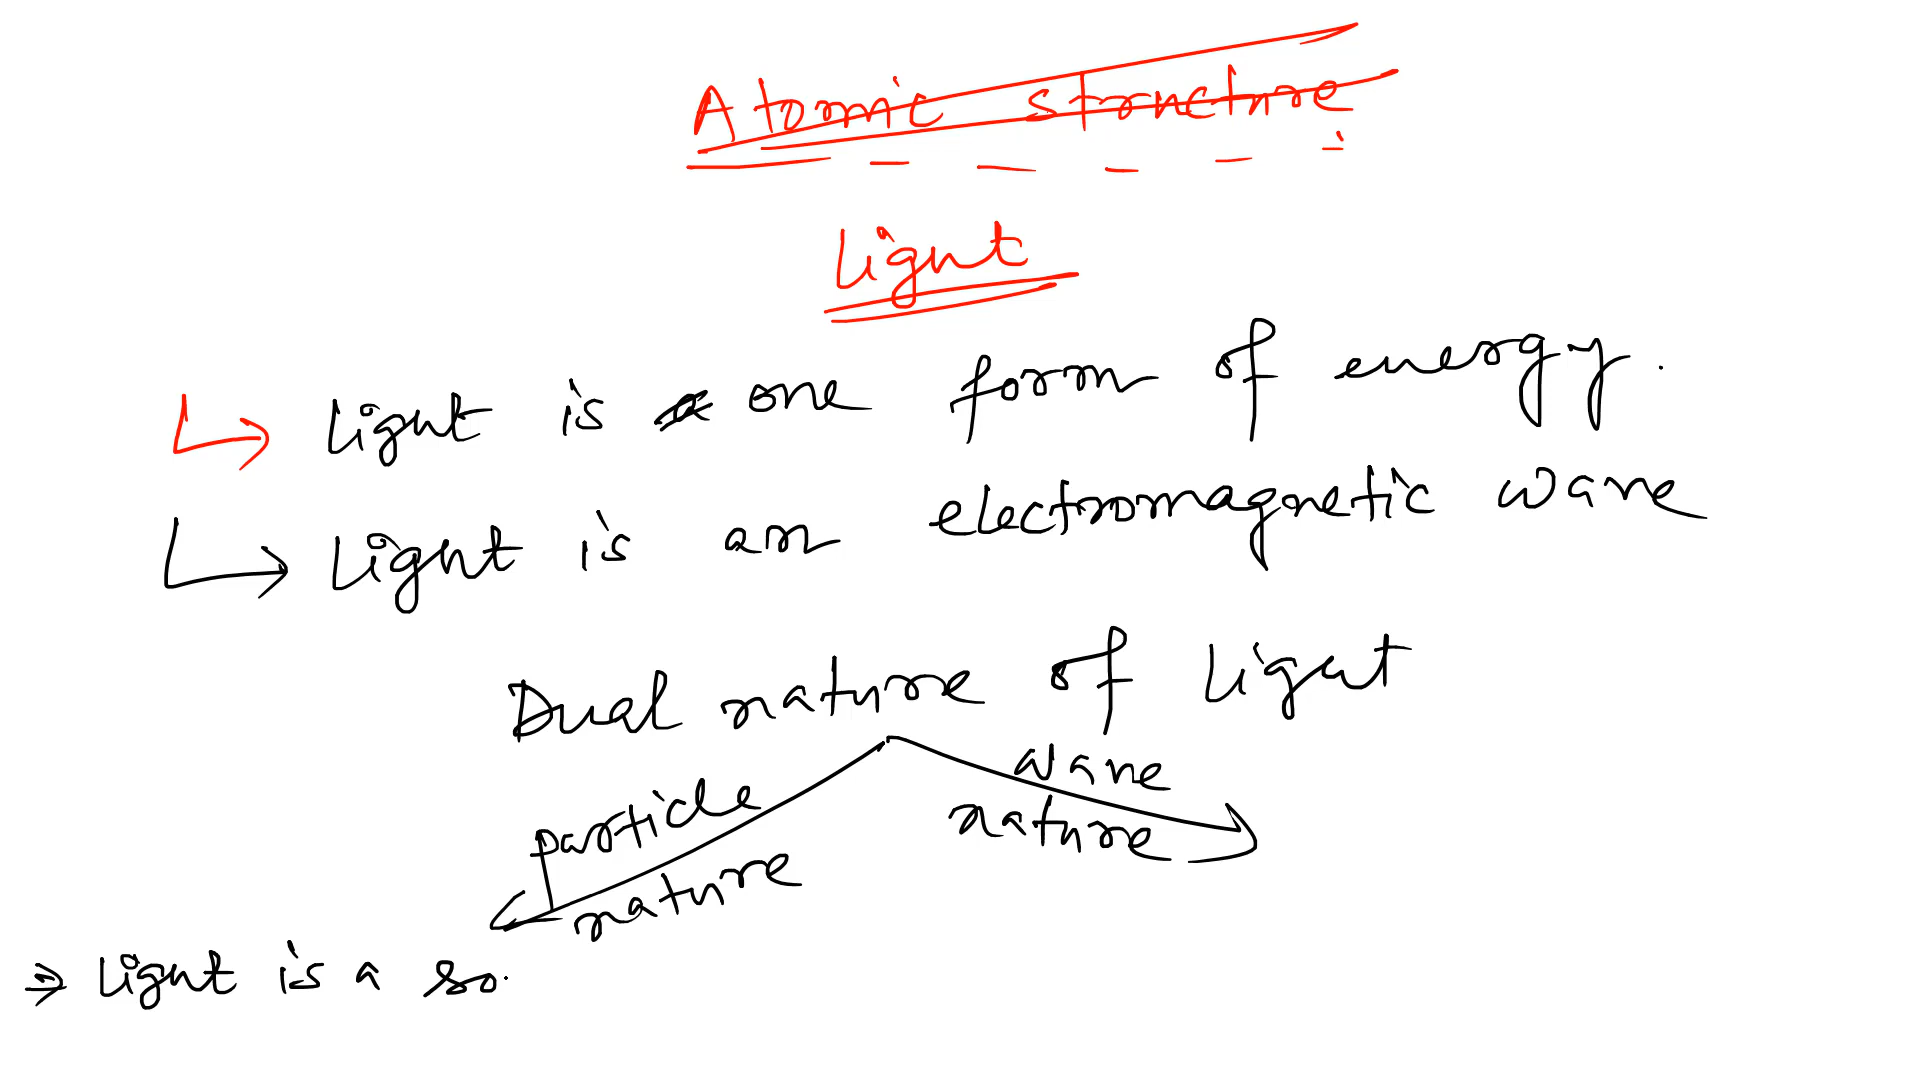 Atomic structure
Light
Light is one form of energy.
Light is an electromagnetic wave
Dual nature of Light
particle nature
wave nature
⇒ Light is a so